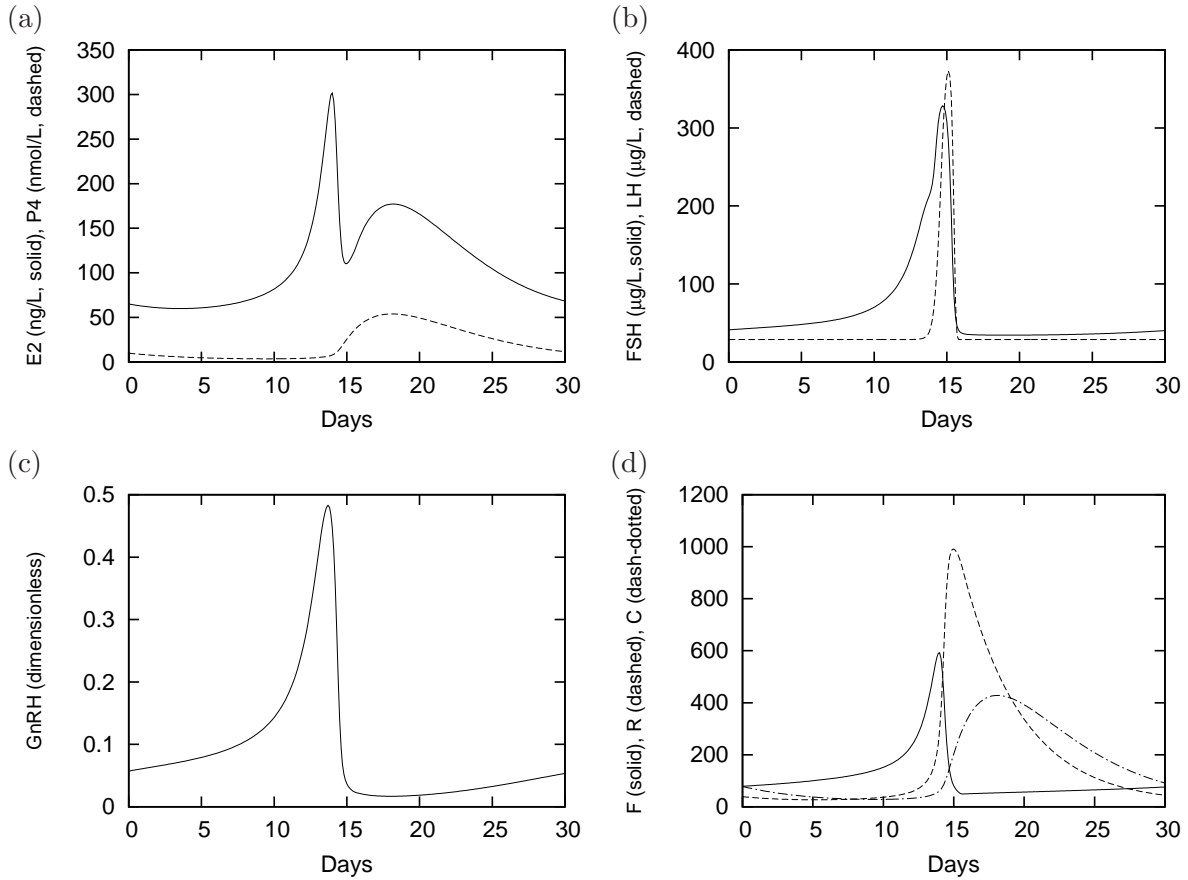 (a)
E2 (ng/L, solid), P4 (nmol/L, dashed)
350
300
250
200
150
100
50
0
0 5 10 15 20 25 30
Days
(b)
FSH (μg/L,solid), LH (μg/L, dashed)
400
300
200
100
0
0 5 10 15 20 25 30
Days
(c)
GnRH (dimensionless)
0.5
0.4
0.3
0.2
0.1
0
0 5 10 15 20 25 30
Days
(d)
F (solid), R (dashed), C (dash-dotted)
1200
1000
800
600
400
200
0
0 5 10 15 20 25 30
Days